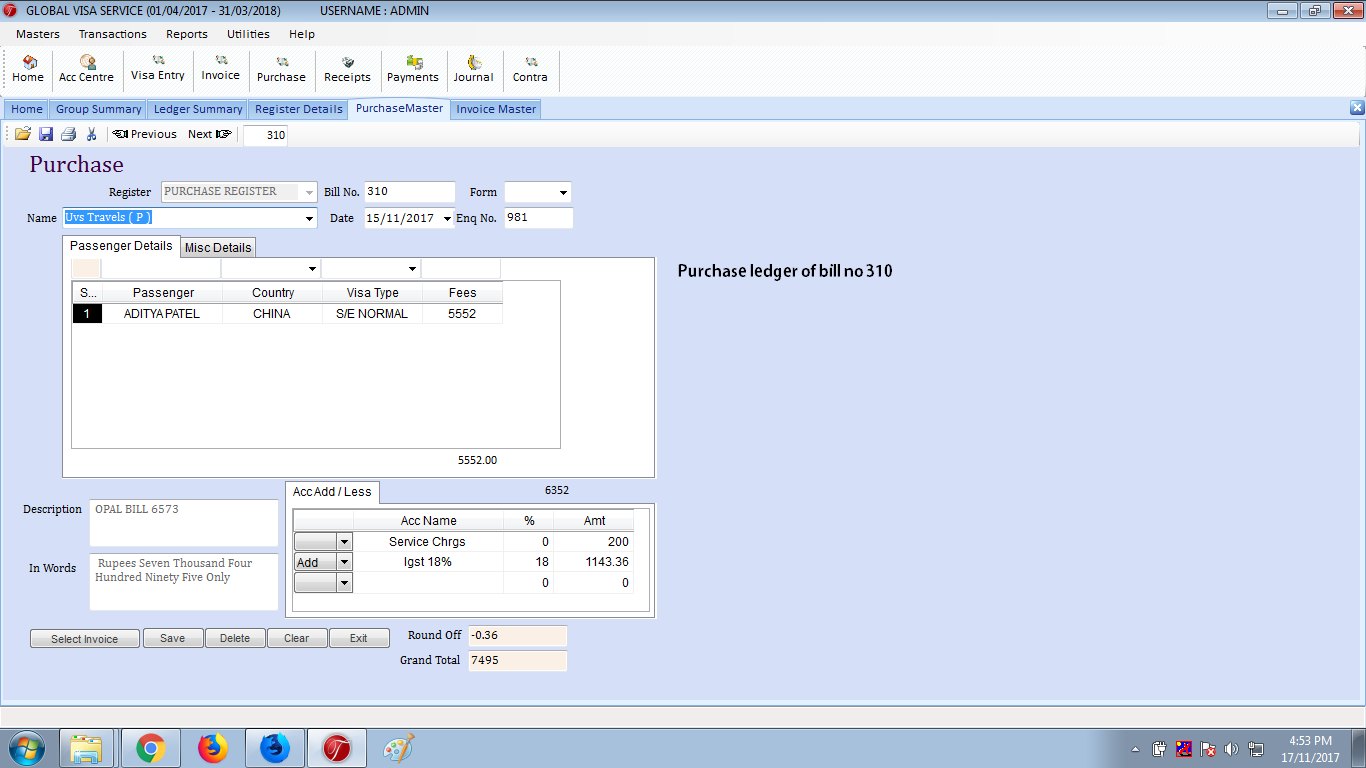 GLOBAL VISA SERVICE (01/04/2017 - 31/03/2018) USERNAME : ADMIN
Masters Transactions Reports Utilities Help
Home Acc Centre Visa Entry Invoice Purchase Receipts Payments Journal Contra
Home Group Summary Ledger Summary Register Details PurchaseMaster Invoice Master
Previous Next 310
Purchase
Register PURCHASE REGISTER Bill No. 310 Form
Name Uvs Travels ( P ) Date 15/11/2017 Enq No. 981
Passenger Details Misc Details
Purchase ledger of bill no 310
S... Passenger Country Visa Type Fees
1 ADITYA PATEL CHINA S/E NORMAL 5552
5552.00
Acc Add / Less 6352
Description OPAL BILL 6573
Acc Name % Amt
Service Chrgs 0 200
Add Igst 18% 18 1143.36
0 0
In Words Rupees Seven Thousand Four
Hundred Ninety Five Only
Select Invoice Save Delete Clear Exit Round Off -0.36
Grand Total 7495
4:53 PM
17/11/2017